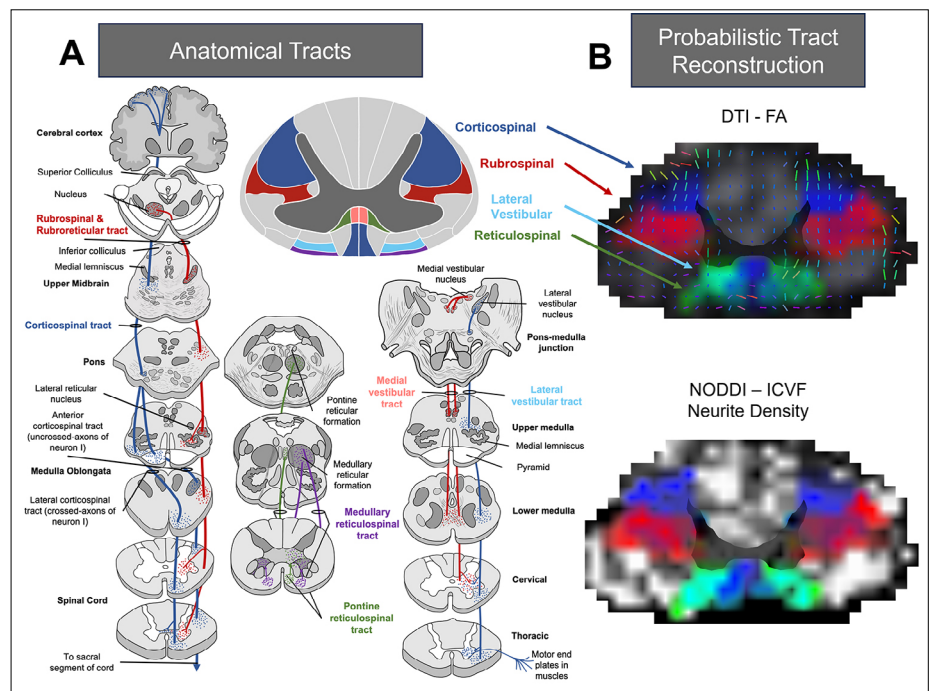 A
Anatomical Tracts
Cerebral cortex
Superior Colliculus
Nucleus
Rubrospinal &
Rubroreticular tract
Inferior colliculus
Medial lemniscus
Upper Midbrain
Corticospinal tract
Pons
Lateral reticular
nucleus
Anterior
corticospinal tract
(uncrossed-axons of
neuron I)
Medulla Oblongata
Lateral corticospinal
tract (crossed-axons of
neuron I)
Spinal Cord
To sacral
segment of cord
Pontine
reticular formation
Medullary
reticular
formation
Medullary
reticulospinal
tract
Pontine
reticulospinal
tract
Medial vestibular
nucleus
Lateral
vestibular
nucleus
Pons-medulla
junction
Medial
vestibular
tract
Lateral
vestibular tract
Upper medulla
Medial lemniscus
Pyramid
Lower medulla
Cervical
Thoracic
Motor end
plates in
muscles
B
Probabilistic Tract
Reconstruction
DTI - FA
Corticospinal
Rubrospinal
Lateral
Vestibular
Reticulospinal
NODDI – ICVF
Neurite Density